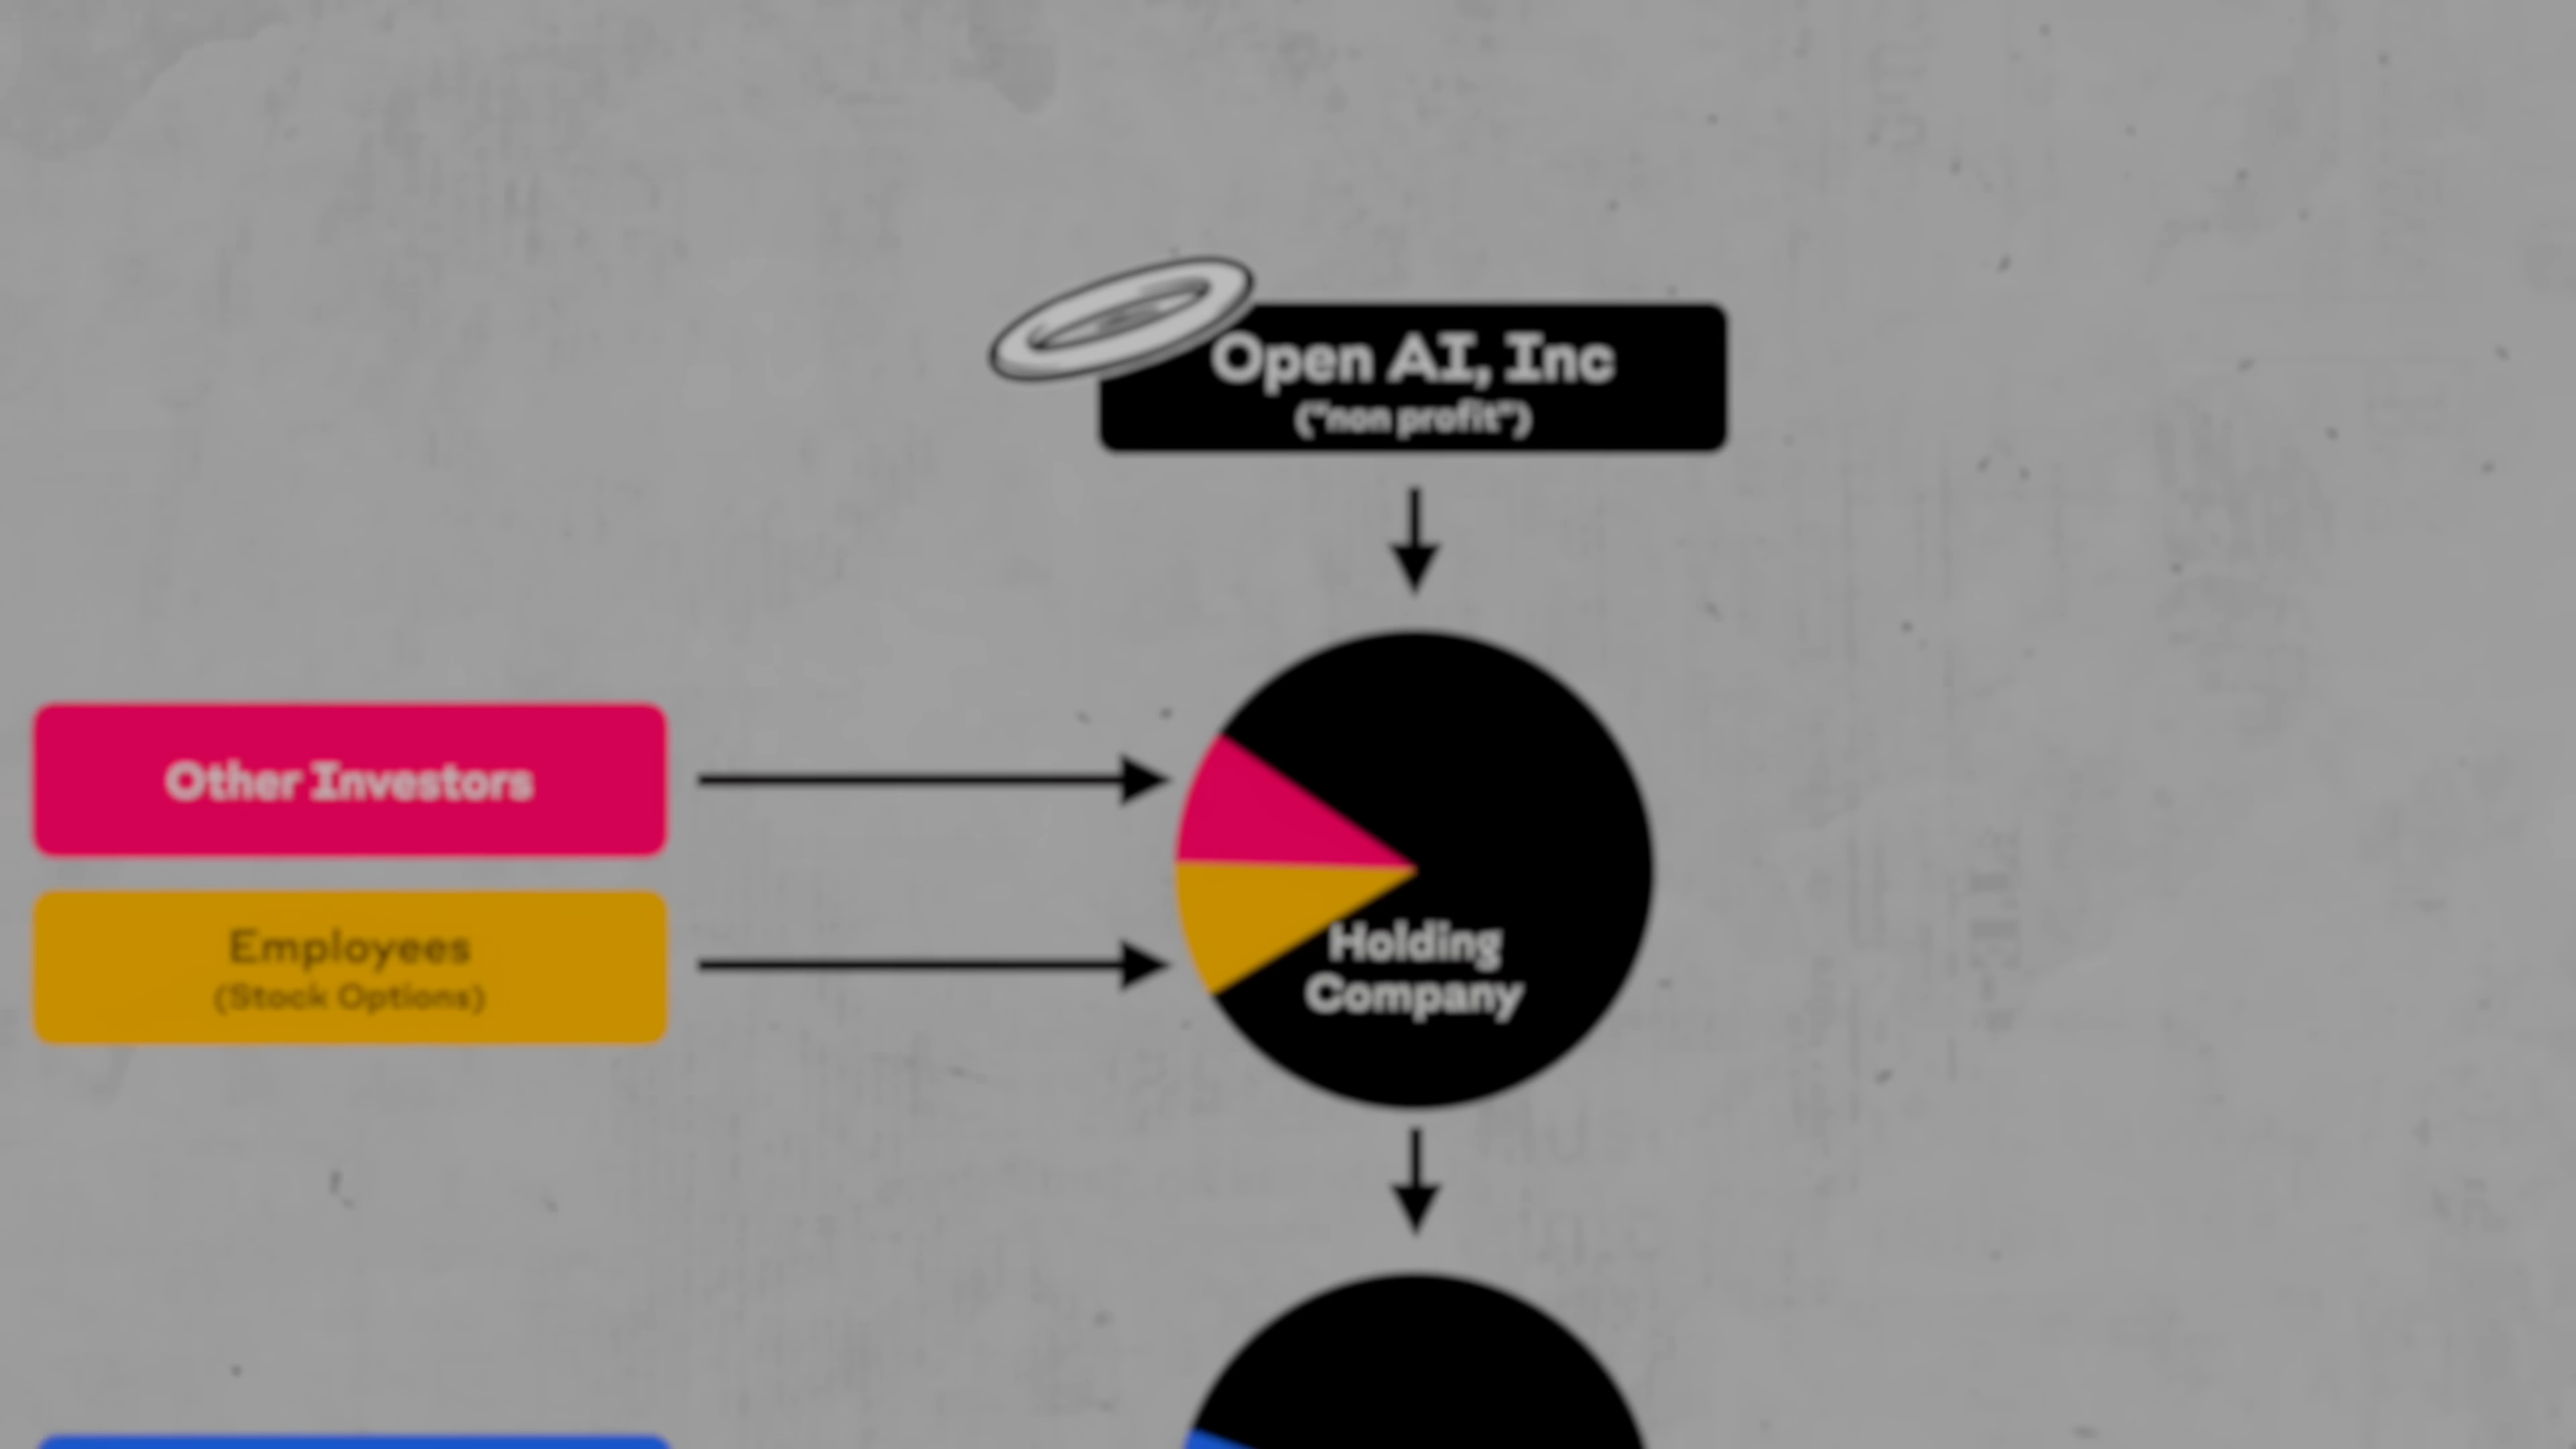 Open AI, Inc
("non profit")
Other Investors
Employees
(Stock Options)
Holding
Company